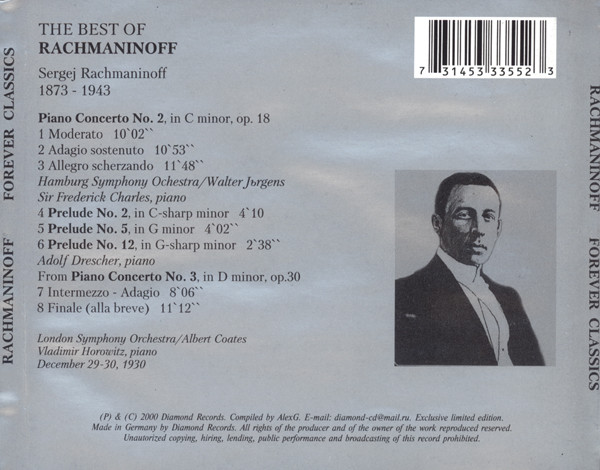 THE BEST OF
RACHMANINOFF
Sergej Rachmaninoff
1873 - 1943
Piano Concerto No. 2, in C minor, op. 18
1 Moderato 10`02``
2 Adagio sostenuto 10`53``
3 Allegro scherzando 11`48``
Hamburg Symphony Ochestra/Walter Jьrgens
Sir Frederick Charles, piano
4 Prelude No. 2, in C-sharp minor 4`10
5 Prelude No. 5, in G minor 4`02``
6 Prelude No. 12, in G-sharp minor 2`38``
Adolf Drescher, piano
From Piano Concerto No. 3, in D minor, op.30
7 Intermezzo - Adagio 8`06``
8 Finale (alla breve) 11`12``
London Symphony Orchestra/Albert Coates
Vladimir Horowitz, piano
December 29-30, 1930
(P) & (C) 2000 Diamond Records. Compiled by AlexG. E-mail: diamond-cd@mail.ru. Exclusive limited edition.
Made in Germany by Diamond Records. All rights of the producer and of the owner of the work reproduced reserved.
Unautorized copying, hiring, lending, public performance and broadcasting of this record prohibited.
7 31453 33552 3
RACHMANINOFF FOREVER CLASSICS
RACHMANINOFF FOREVER CLASSICS